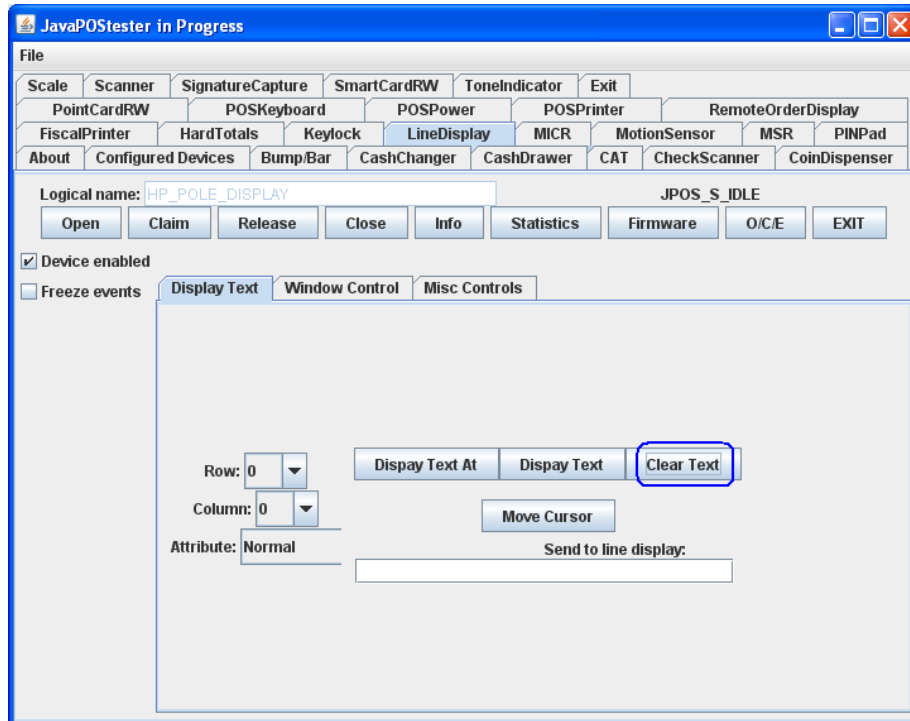 JavaPOStester in Progress
File
Scale Scanner SignatureCapture SmartCardRW ToneIndicator Exit
PointCardRW POSKeyboard POSPower POSPrinter RemoteOrderDisplay
FiscalPrinter HardTotals Keylock LineDisplay MICR MotionSensor MSR PINPad
About Configured Devices Bump/Bar CashChanger CashDrawer CAT CheckScanner CoinDispenser
Logical name: HP_POLE_DISPLAY JPOS_S_IDLE
Open Claim Release Close Info Statistics Firmware O/C/E EXIT
Device enabled
Freeze events Display Text Window Control Misc Controls
Row: 0 Dispay Text At Dispay Text Clear Text
Column: 0 Move Cursor
Attribute: Normal Send to line display: